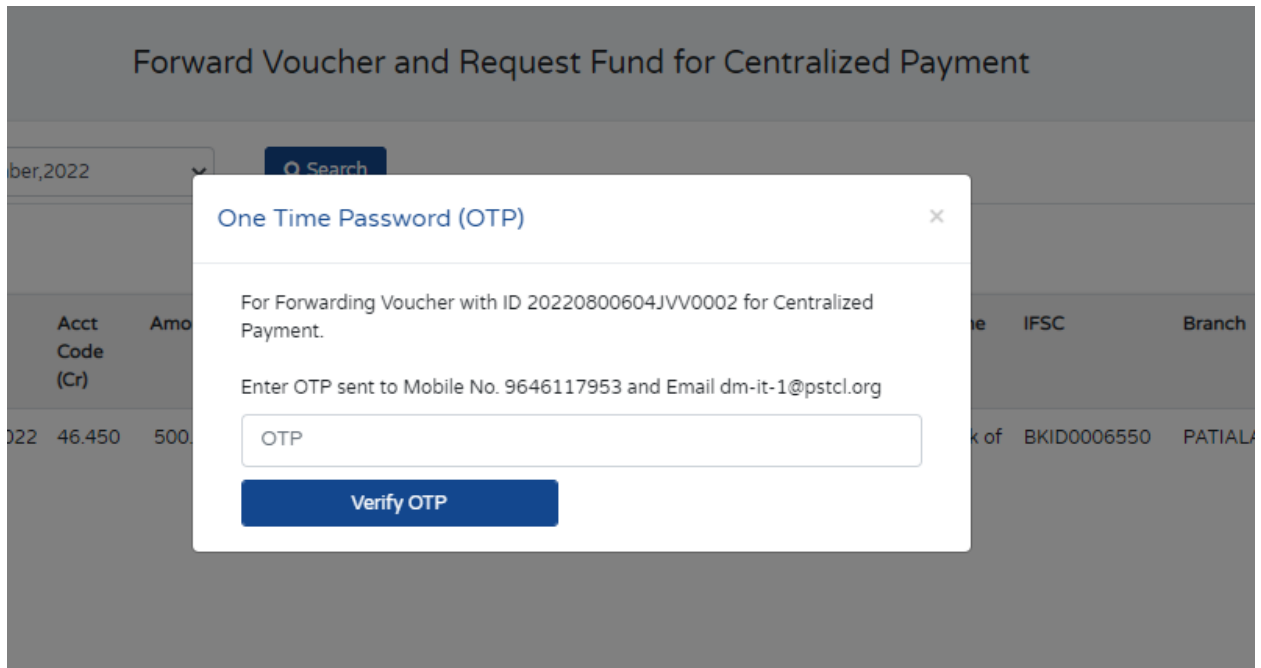 Forward Voucher and Request Fund for Centralized Payment
ber,2022
Search
One Time Password (OTP)
×
For Forwarding Voucher with ID 20220800604JVV0002 for Centralized
Payment.
Enter OTP sent to Mobile No. 9646117953 and Email dm-it-1@pstcl.org
OTP
Verify OTP
Acct
Code
(Cr)
Amo
IFSC
Branch
022 46.450 500.
k of BKID0006550 PATIALA